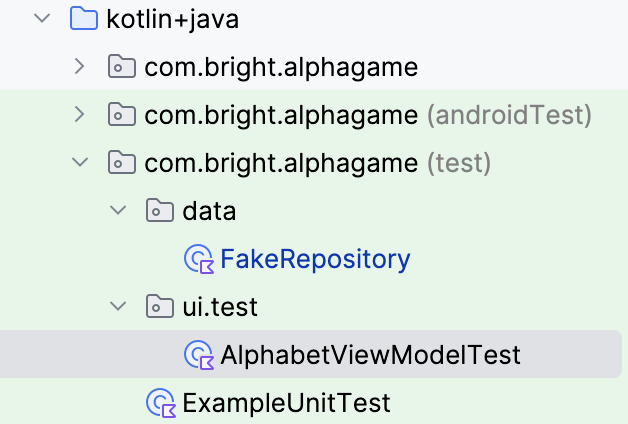 kotlin+java
com.bright.alphagame
com.bright.alphagame (androidTest)
com.bright.alphagame (test)
data
FakeRepository
ui.test
AlphabetViewModelTest
ExampleUnitTest